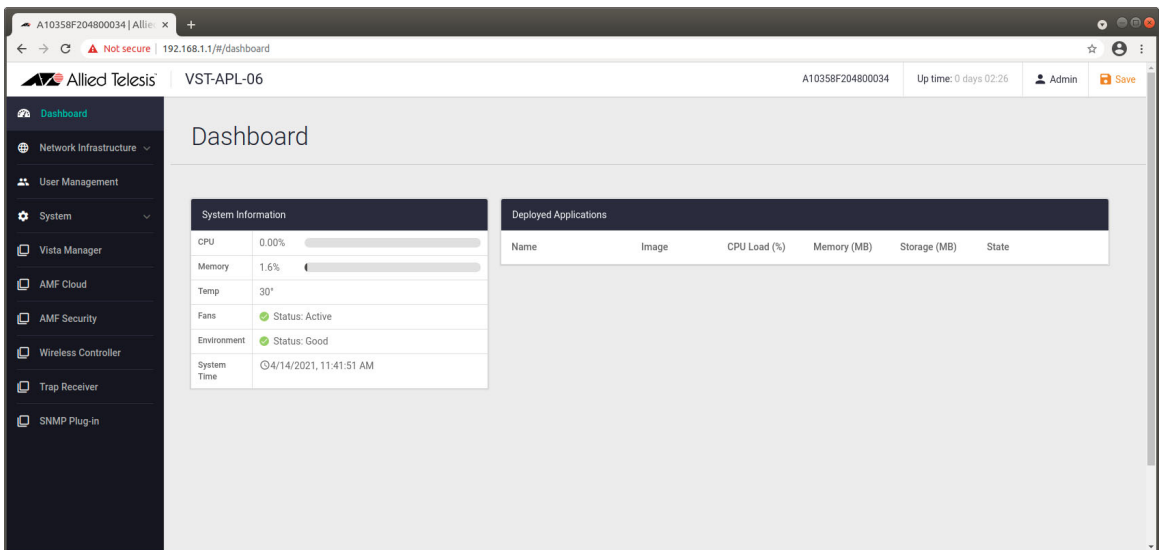 A10358F204800034 | Allie
Not secure | 192.168.1.1/#/dashboard
Allied Telesis VST-APL-06 A10358F204800034 Up time: 0 days 02:26 Admin Save
Dashboard
Network Infrastructure
User Management
System
Vista Manager
AMF Cloud
AMF Security
Wireless Controller
Trap Receiver
SNMP Plug-in
Dashboard
System Information
CPU 0.00%
Memory 1.6%
Temp 30°
Fans Status: Active
Environment Status: Good
System
Time
4/14/2021, 11:41:51 AM
Deployed Applications
Name Image CPU Load (%) Memory (MB) Storage (MB) State